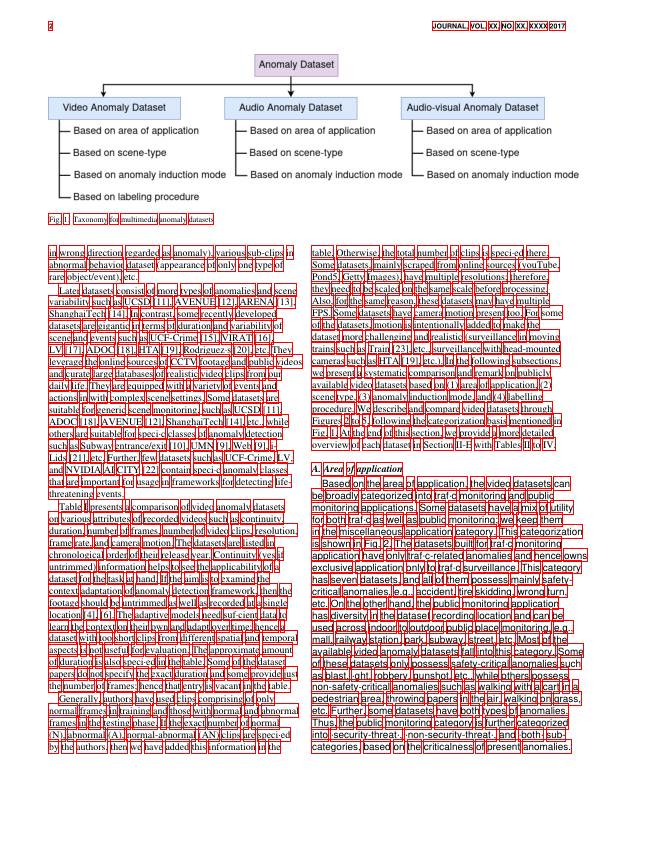 2
JOURNAL, VOL. XX, NO. XX, XXXX 2017
Anomaly Dataset
Video Anomaly Dataset
Audio Anomaly Dataset
Audio-visual Anomaly Dataset
Based on area of application
Based on area of application
Based on area of application
Based on scene-type
Based on scene-type
Based on scene-type
Based on anomaly induction mode
Based on anomaly induction mode
Based on anomaly induction mode
Based on labeling procedure
Fig. 1. Taxonomy for multimedia anomaly datasets
in wrong direction regarded as anomaly), various sub-clips in
abnormal behavior dataset (appearance of only one type of
rare object/event), etc.
Later datasets consist of more types of anomalies and scene
variability such as UCSD [11], AVENUE [12], ARENA [13],
ShanghaiTech [14]. In contrast, some recently developed
datasets are gigantic in terms of duration and variability of
scene and events such as UCF-Crime [15], VIRAT [16],
LV [17], ADOC [18], HTA [19], Rodriguez-s [20], etc. They
leverage the online sources of CCTV footage and public videos
and curate large databases of realistic video clips from our
daily life. They are equipped with a variety of events and
actions in with complex scene settings. Some datasets are
suitable for generic scene monitoring, such as UCSD [11],
ADOC [18], AVENUE [12], ShanghaiTech [14], etc., while
others are suitable for speci-c classes of anomaly detection
such as Subway Entrance/exit [10], UMN [9], Web [9], i-
Lids [21], etc. Further, few datasets such as UCF-Crime, LV,
and NVIDIA AI CITY [22] contain speci-c anomaly classes
that are important for usage in frameworks for detecting life-
threatening events.
Table I presents a comparison of video anomaly datasets
on various attributes of recorded videos such as continuity,
duration, number of frames, number of video clips, resolution,
frame rate, and camera motion. The datasets are listed in
chronological order of their release year. Continuity (yes if
untrimmed) information helps to see the applicability of a
dataset for the task at hand. If the aim is to examine the
context adaptation of anomaly detection framework, then the
footage should be untrimmed as well as recorded at a single
location [4], [6]. The adaptive models need suf-cient data to
learn the context on their own and adapt over time; hence a
dataset with too short clips from different spatial and temporal
aspects is not useful for evaluation. The approximate amount
of duration is also speci-ed in the table. Some of the dataset
papers do not specify the exact duration and some provide just
the number of frames; hence that entry is vacant in the table.
Generally, authors have used clips comprising of only
normal frames in training and those with normal and abnormal
frames in the testing phase. If the exact number of normal
(N), abnormal (A), normal-abnormal (AN) clips are speci-ed
by the authors, then we have added this information in the
table. Otherwise, the total number of clips is speci-ed there.
Some datasets, mainly scraped from online sources (youTube,
Pond5, Getty Images), have multiple resolutions; therefore,
they need to be scaled on the same scale before processing.
Also, for the same reason, these datasets may have multiple
FPS. Some datasets have camera motion present too. For some
of the datasets, motion is intentionally added to make the
dataset more challenging and realistic (surveillance in moving
trains such as Train [23], etc., surveillance with head-mounted
cameras such as HTA [19], etc.). In the following subsections,
we present a systematic comparison and remark on publicly
available video datasets based on (1) area of application, (2)
scene type, (3) anomaly induction mode, and (4) labelling
procedure. We describe and compare video datasets through
Figures 2 to 5, following the categorization basis mentioned in
Fig. 1. At the end of this section, we provide a more detailed
overview of each dataset in Section II-E with Tables II to IV.
A. Area of application
Based on the area of application, the video datasets can
be broadly categorized into traf-c monitoring and public
monitoring applications. Some datasets have a mix of utility
for both traf-c as well as public monitoring; we keep them
in the miscellaneous application category. This categorization
is shown in Fig. 2. The datasets built for traf-c monitoring
application have only traf-c-related anomalies and hence owns
exclusive application only to traf-c surveillance. This category
has seven datasets, and all of them possess mainly safety-
critical anomalies, e.g., accident, tire skidding, wrong turn,
etc. On the other hand, the public monitoring application
has diversity in the dataset recording location and can be
used across indoor to outdoor public place monitoring, e.g.,
mall, railway station, park, subway, street, etc. Most of the
available video anomaly datasets fall into this category. Some
of these datasets only possess safety-critical anomalies such
as blast, -ght, robbery, gunshot, etc., while others possess
non-safety-critical anomalies such as walking with a cart in a
pedestrian area, throwing papers in the air, walking on grass,
etc. Further, some datasets have both types of anomalies.
Thus, the public monitoring category is further categorized
into -security-threat-, -non-security-threat-, and -both- sub-
categories, based on the criticalness of present anomalies.